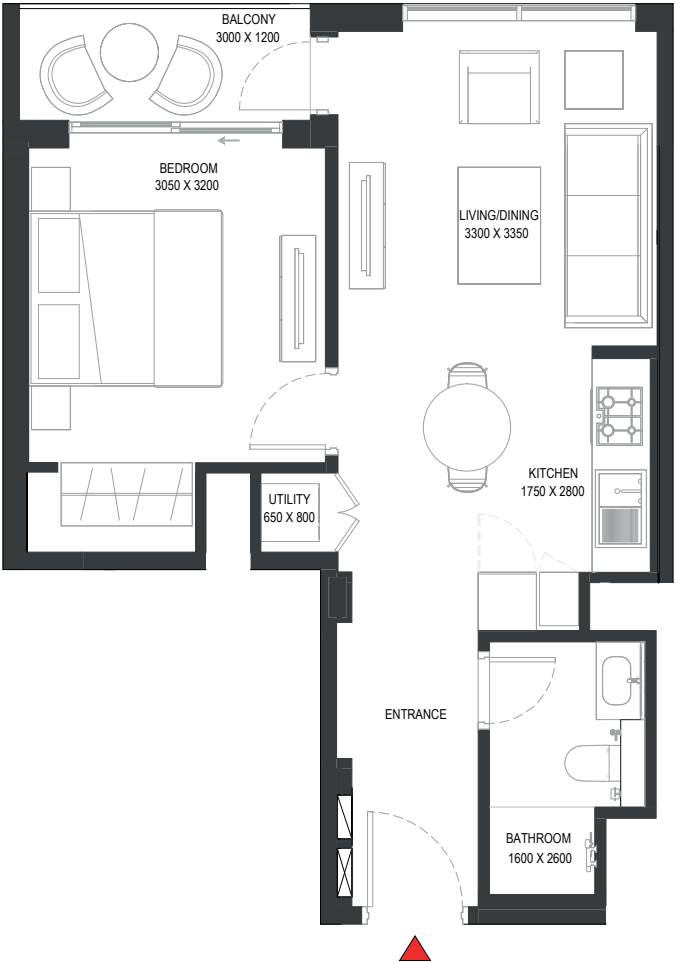 BALCONY
3000 X 1200
BEDROOM
3050 X 3200
LIVING/DINING
3300 X 3350
KITCHEN
1750 X 2800
UTILITY
650 X 800
ENTRANCE
BATHROOM
1600 X 2600